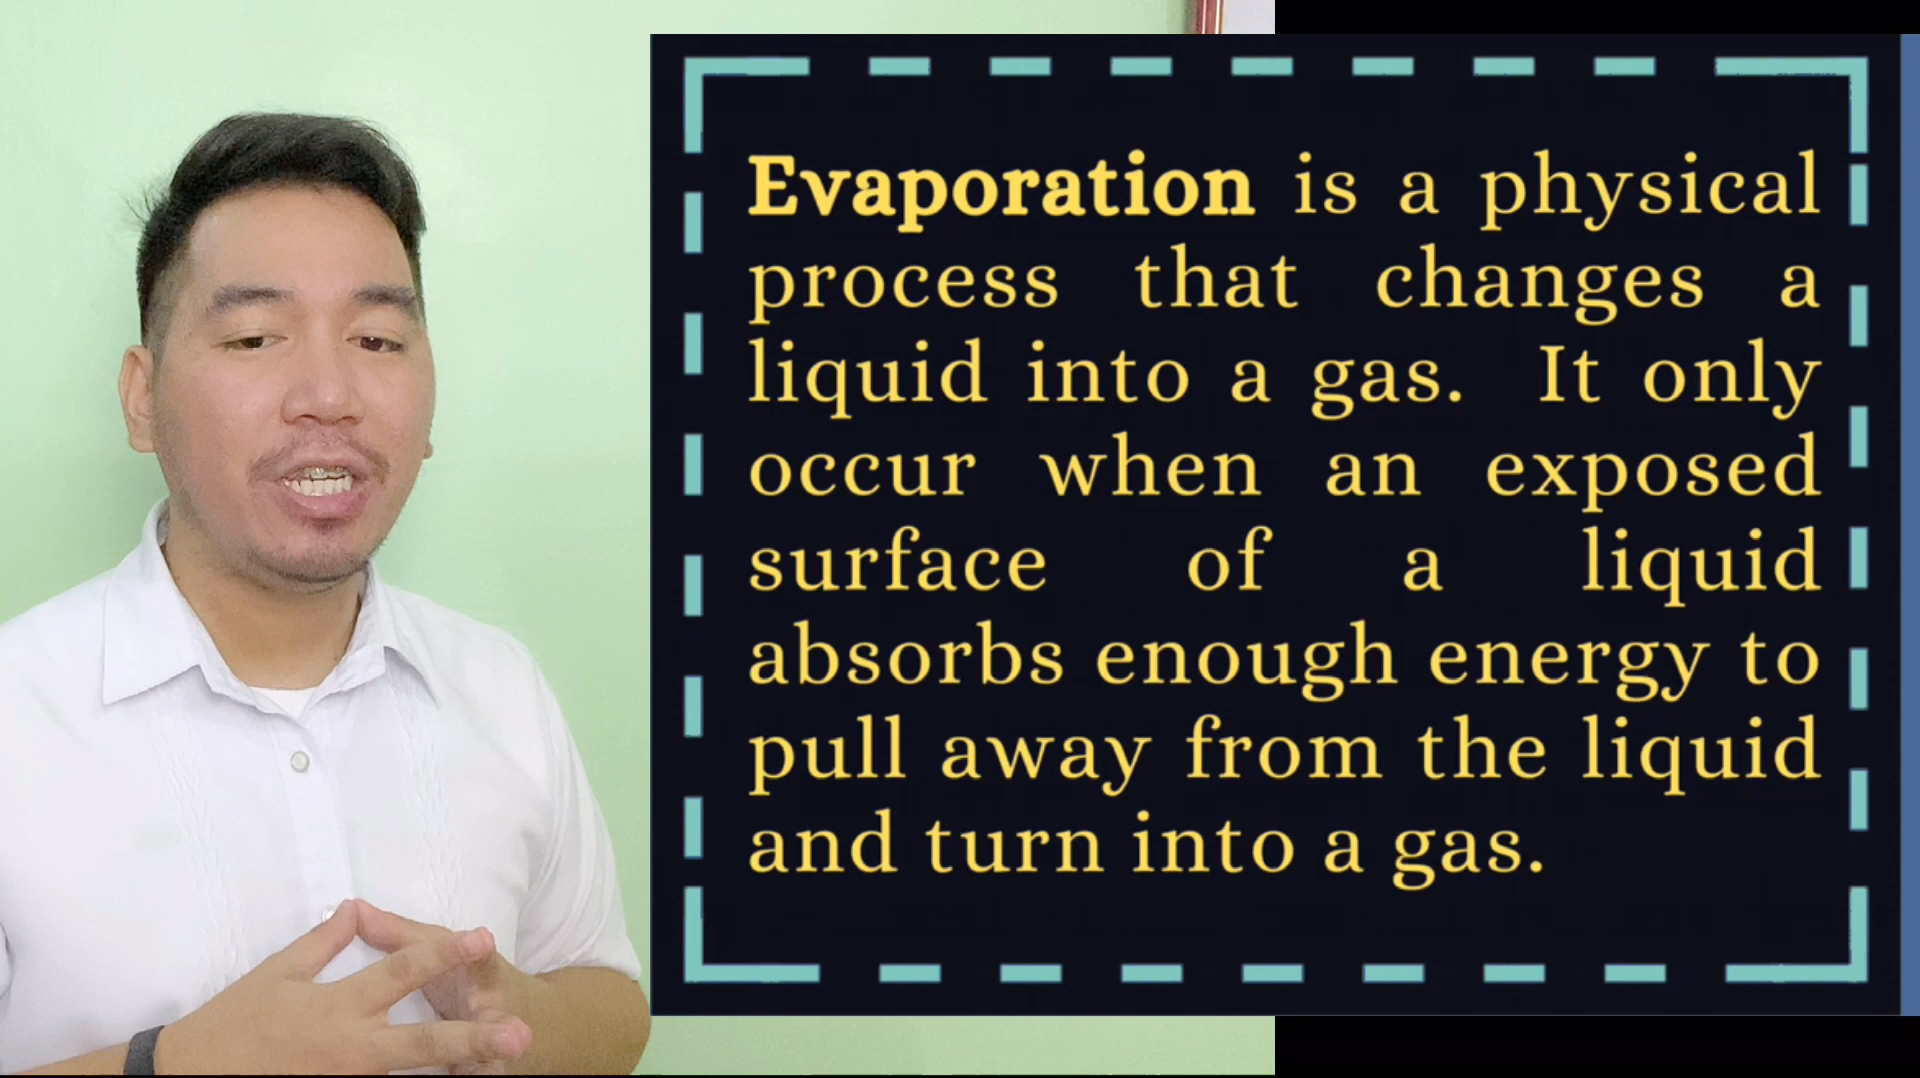 Evaporation is a physical
process that changes a
liquid into a gas. It only
occur when an exposed
surface of a liquid
absorbs enough energy to
pull away from the liquid
and turn into a gas.